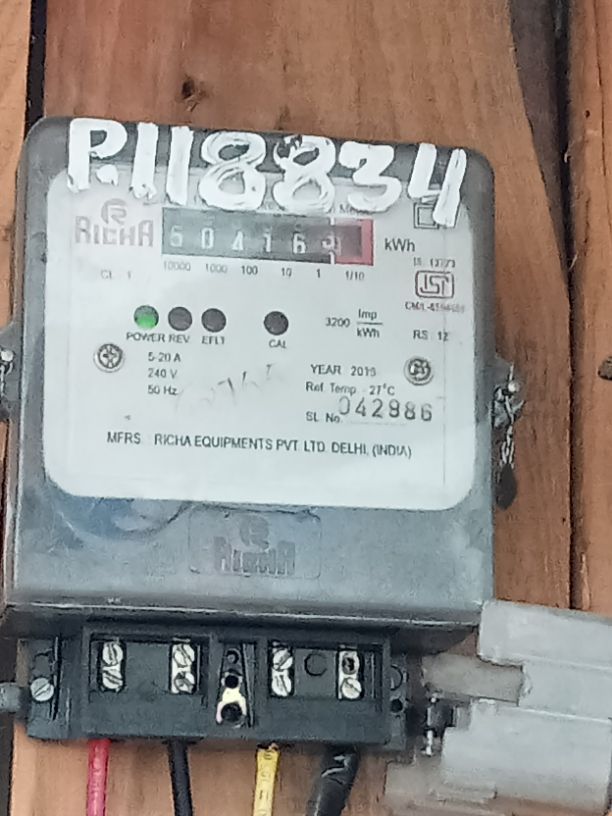 P.118834
RICHA
kWh
CL. 1
10000 1000 100 10 1 1/10
IS 13779
ISI
POWER REV. EFLT CAL
3200 Imp/kWh
RS 12
5-20 A
240 V
50 Hz
YEAR 2015
Ref. Temp. 27°C
SL. No. 042986
MFRS. RICHA EQUIPMENTS PVT. LTD. DELHI, (INDIA)
RICHA